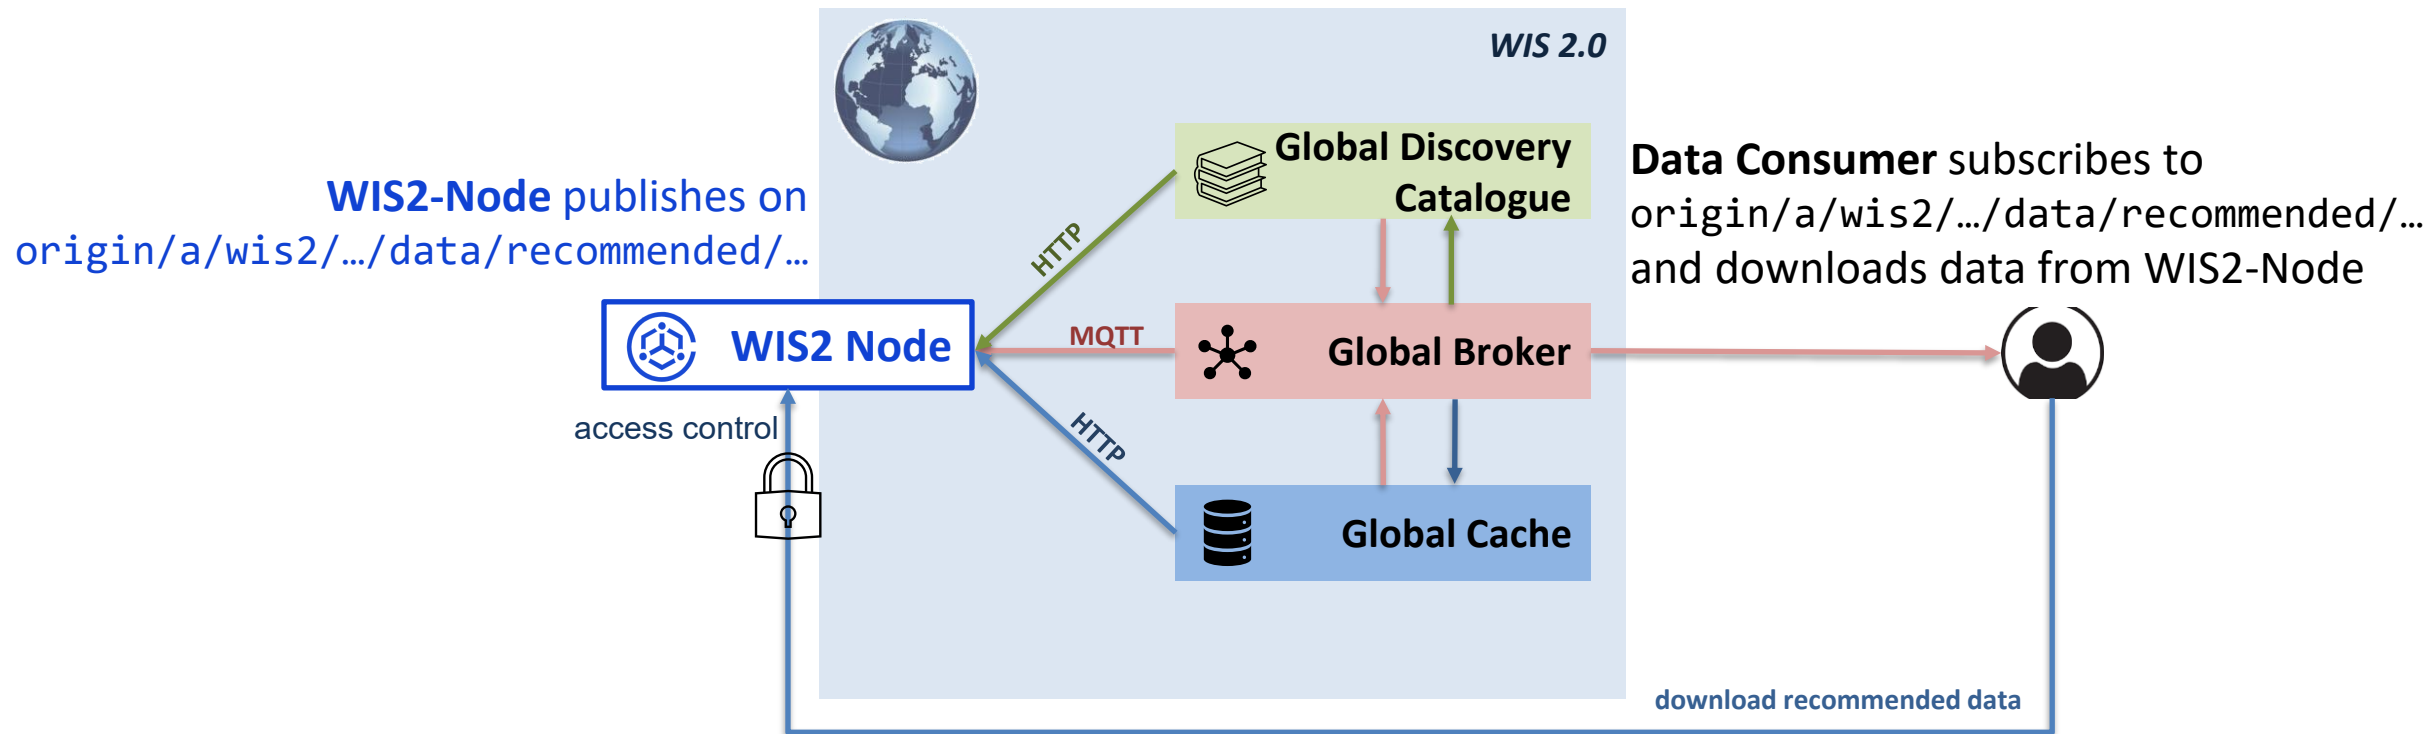 WIS 2.0
Global Discovery
Catalogue
WIS2-Node publishes on
origin/a/wis2/…/data/recommended/…
Data Consumer subscribes to
origin/a/wis2/…/data/recommended/…
and downloads data from WIS2-Node
HTTP
WIS2 Node
MQTT
Global Broker
access control
HTTP
Global Cache
download recommended data